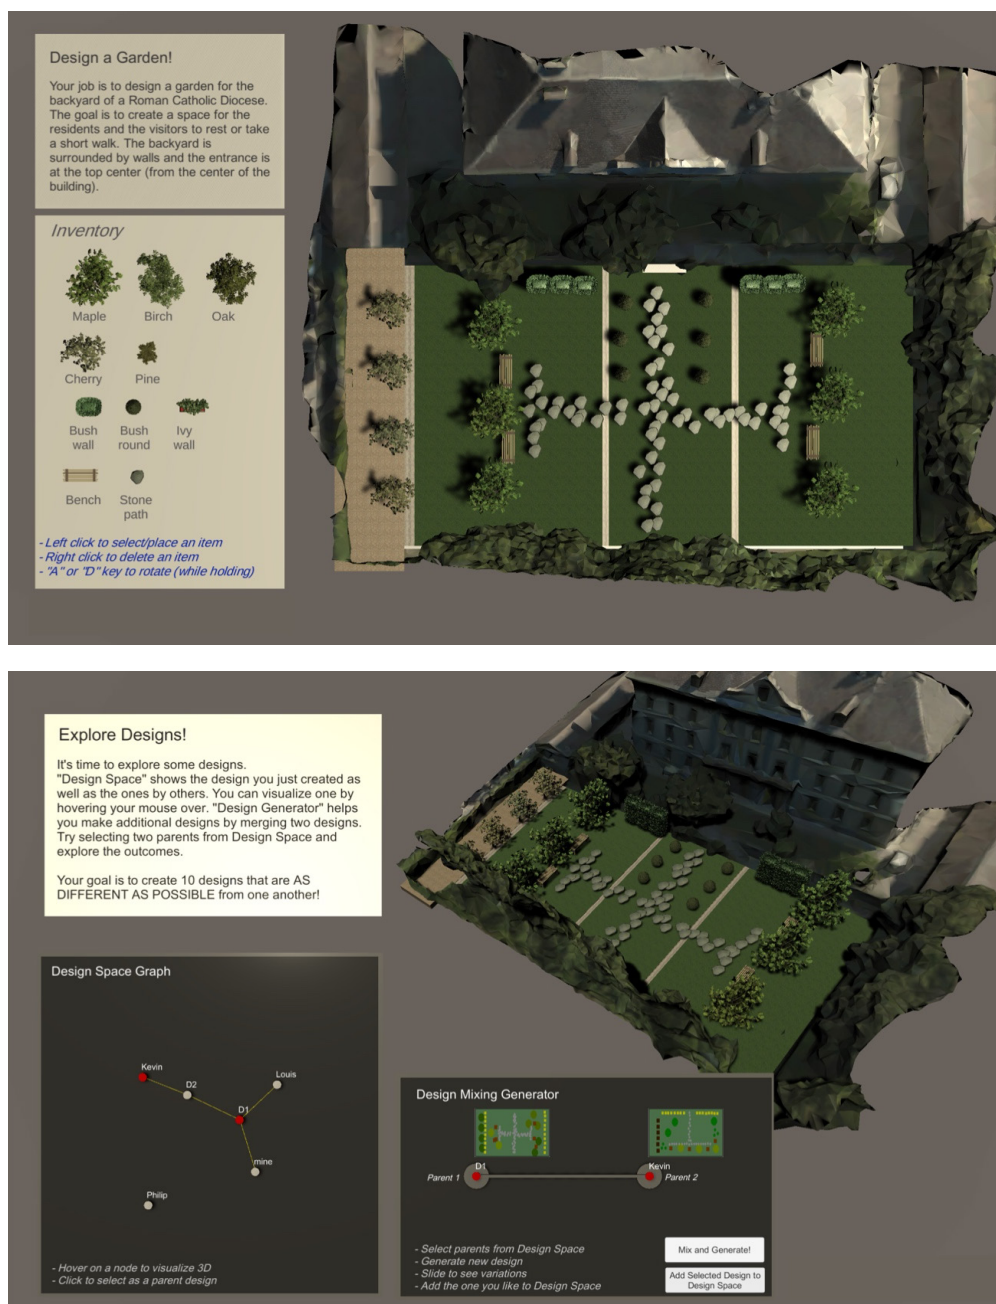 Design a Garden!
Your job is to design a garden for the
backyard of a Roman Catholic Diocese.
The goal is to create a space for the
residents and the visitors to rest or take
a short walk. The backyard is
surrounded by walls and the entrance is
at the top center (from the center of the
building).
Inventory
Maple
Birch
Oak
Cherry
Pine
Bush
wall
Bush
round
Ivy
wall
Bench
Stone
path
- Left click to select/place an item
- Right click to delete an item
- "A" or "D" key to rotate (while holding)
Explore Designs!
It's time to explore some designs.
"Design Space" shows the design you just created as
well as the ones by others. You can visualize one by
hovering your mouse over. "Design Generator" helps
you make additional designs by merging two designs.
Try selecting two parents from Design Space and
explore the outcomes.
Your goal is to create 10 designs that are AS
DIFFERENT AS POSSIBLE from one another!
Design Space Graph
Kevin
D2
Louis
D1
mine
Philip
- Hover on a node to visualize 3D
- Click to select as a parent design
Design Mixing Generator
D1
Kevin
Parent 1
Parent 2
- Select parents from Design Space
- Generate new design
- Slide to see variations
- Add the one you like to Design Space
Mix and Generate!
Add Selected Design to
Design Space